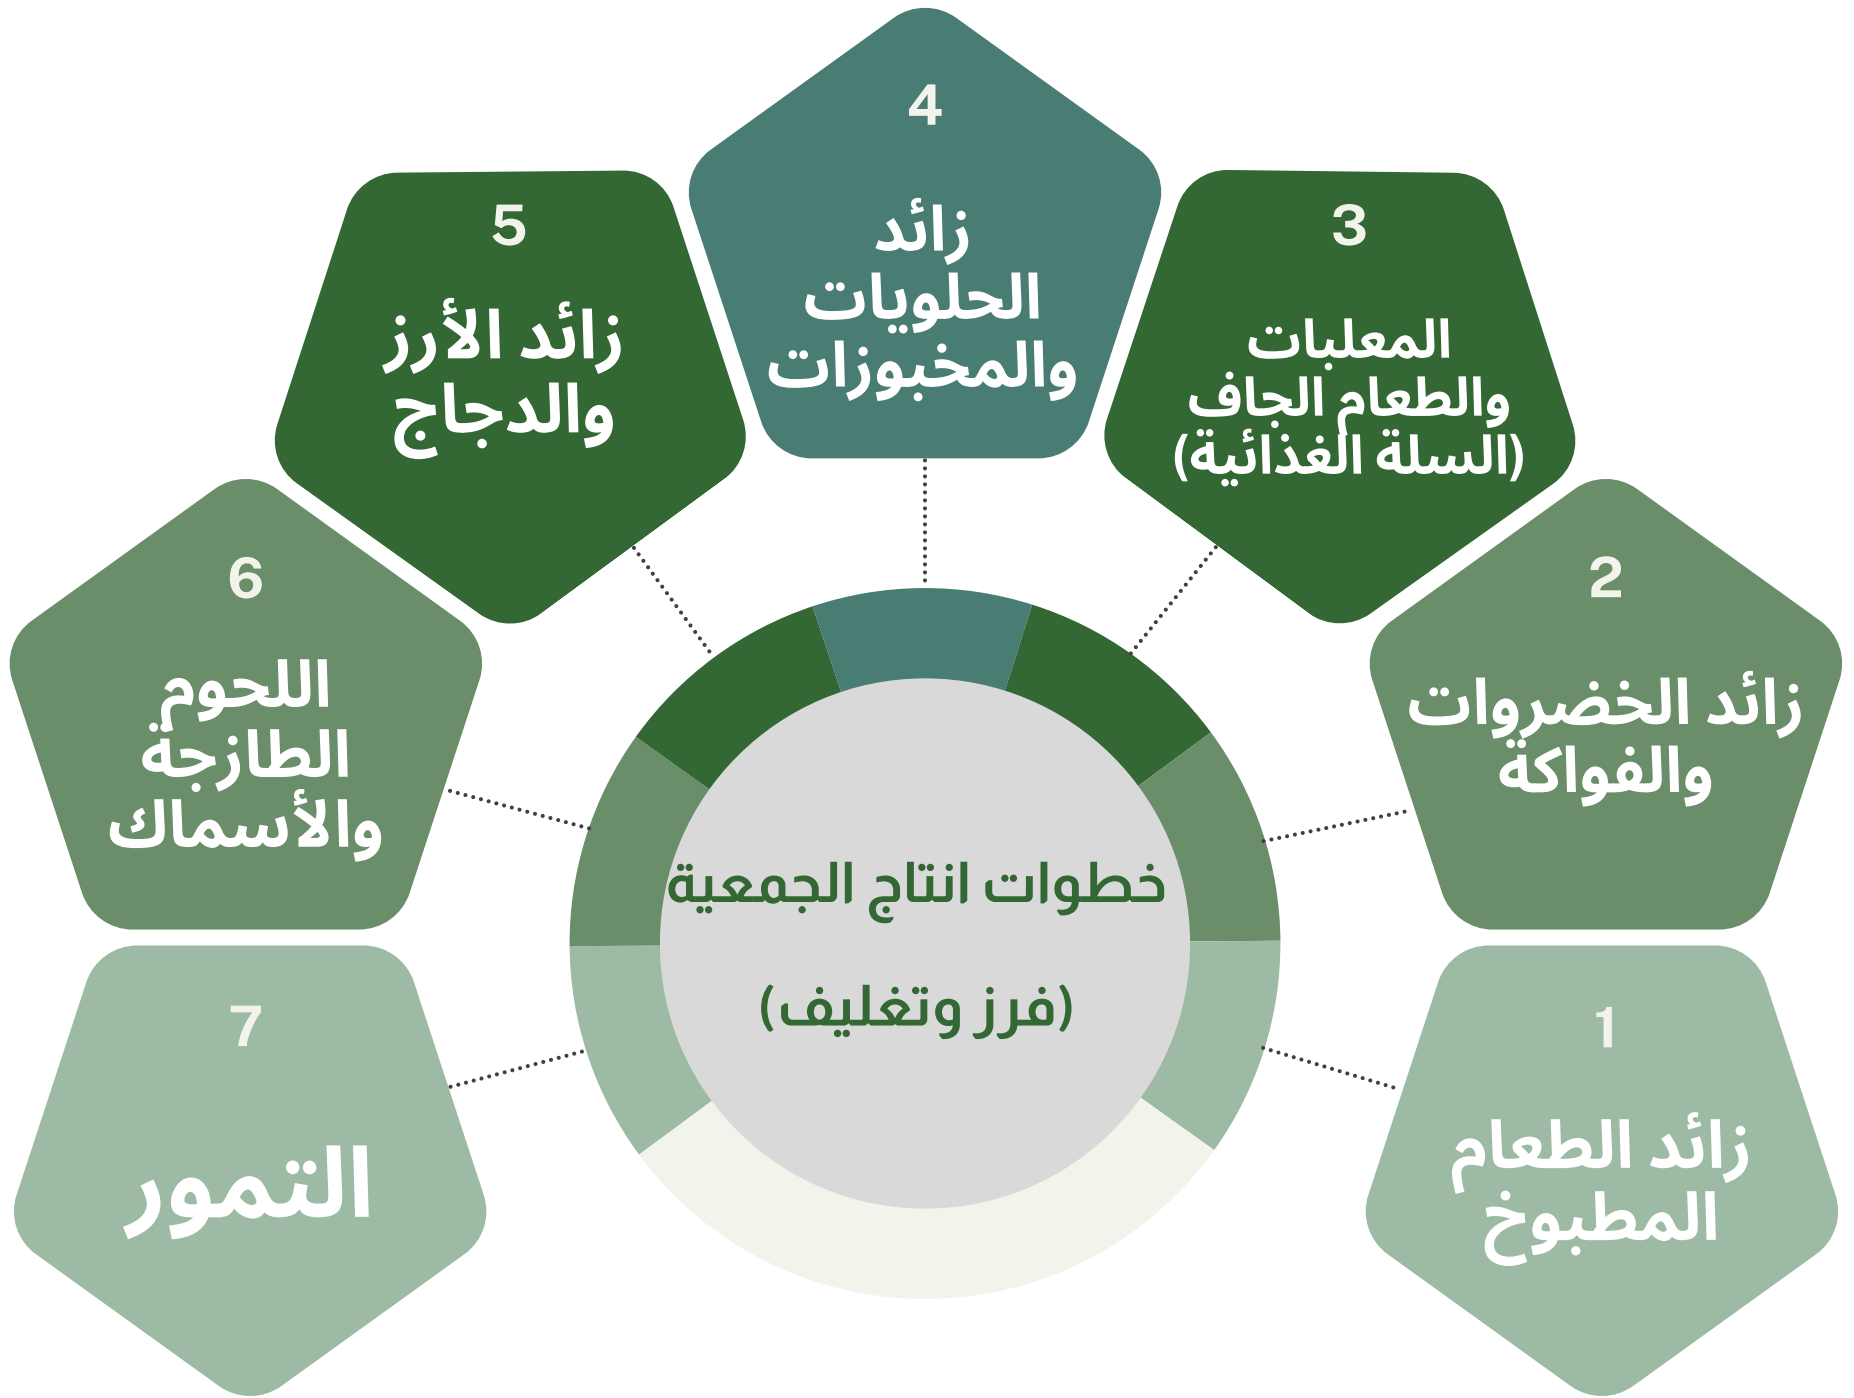 خطوات انتاج الجمعية
(فرز وتغليف)
1
زائد الطعام
المطبوخ
2
زائد الخضروات
والفواكة
3
المعلبات
والطعام الجاف
(السلة الغذائية)
4
زائد
الحلويات
والمخبوزات
5
زائد الأرز
والدجاج
6
اللحوم
الطازجة
والأسماك
7
التمور